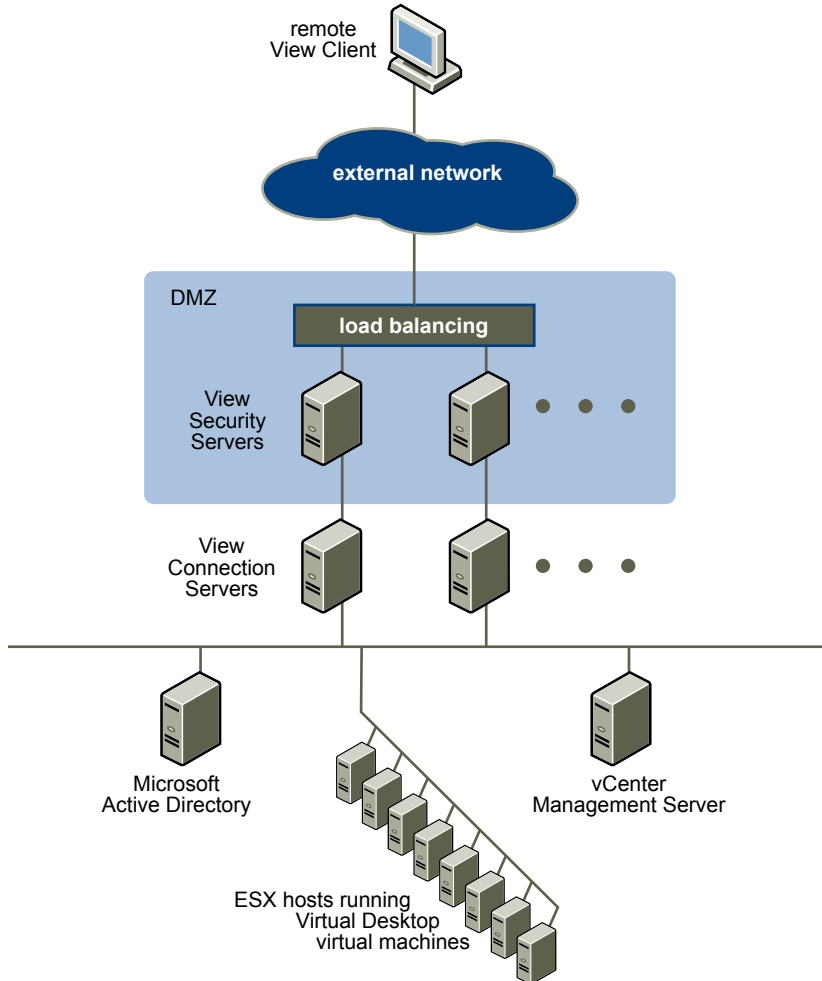 remote
View Client
external network
DMZ
load balancing
View
Security
Servers
View
Connection
Servers
Microsoft
Active Directory
vCenter
Management Server
ESX hosts running
Virtual Desktop
virtual machines